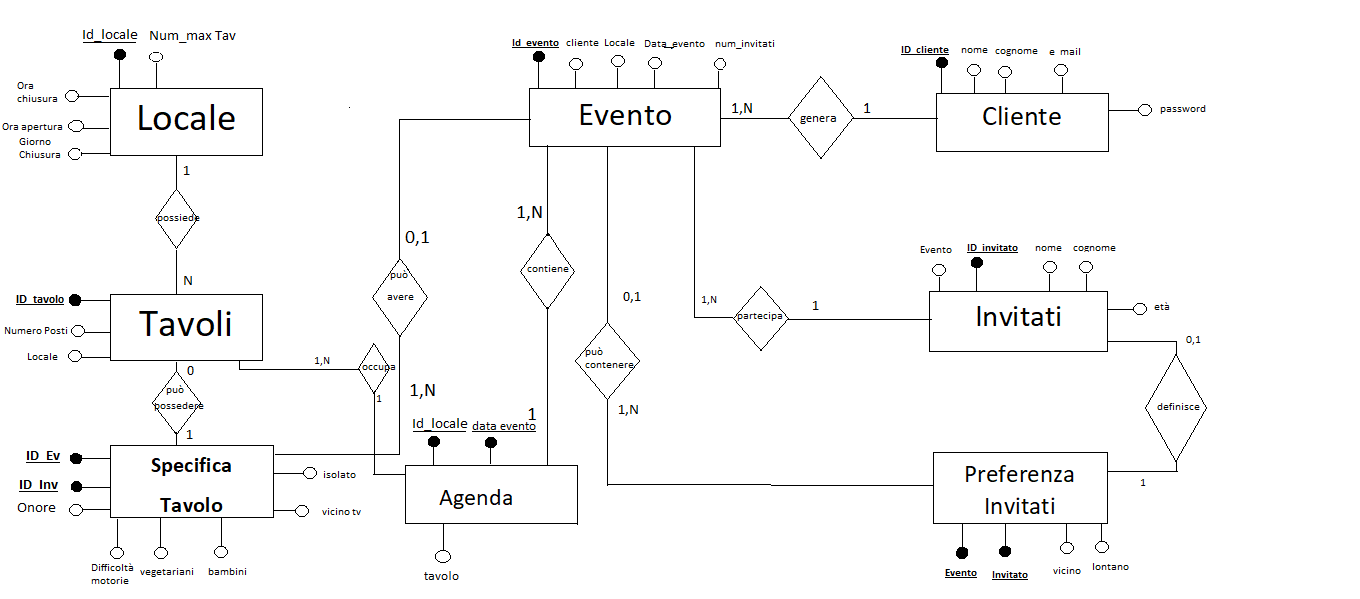 Id_locale Num_max Tav
Ora
chiusura
Ora apertura
Giorno
Chiusura
Locale
1
possiede
N
ID_tavolo
Numero Posti
Locale
Tavoli
0
può
possedere
1
ID_Ev
ID_Inv
Onore
Specifica
Tavolo
isolato
vicino tv
Difficoltà
motorie
vegetariani
bambini
1,N
occupa
1
0,1
può
avere
1,N
Id_evento cliente Locale Data_evento num_invitati
Evento
1,N
genera
1
ID_cliente nome cognome e_mail
Cliente
password
1,N
contiene
1
Id_locale data evento
Agenda
tavolo
0,1
può
contenere
1,N
1,N
partecipa
1
Evento ID_invitato nome cognome
Invitati
età
0,1
definisce
1
Preferenza
Invitati
Evento Invitato vicino lontano